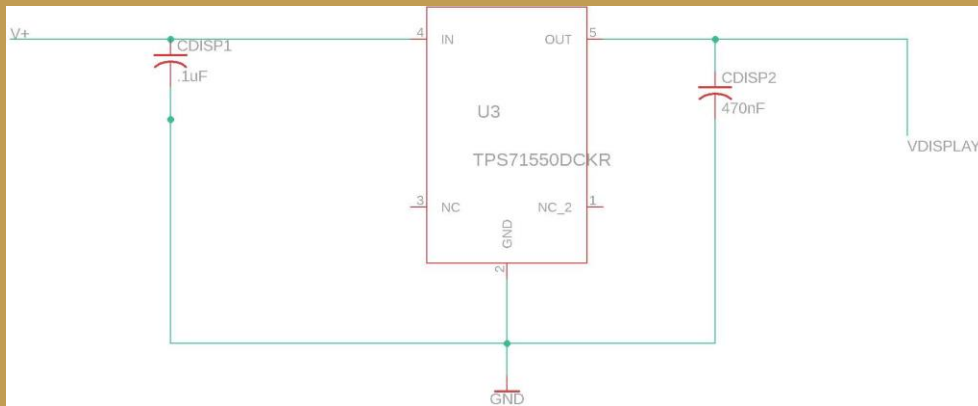 V+
CDISP1
.1uF
4
IN
OUT
5
CDISP2
470nF
U3
TPS71550DCKR
VDISPLAY
3
NC
NC_2
1
GND
2
GND